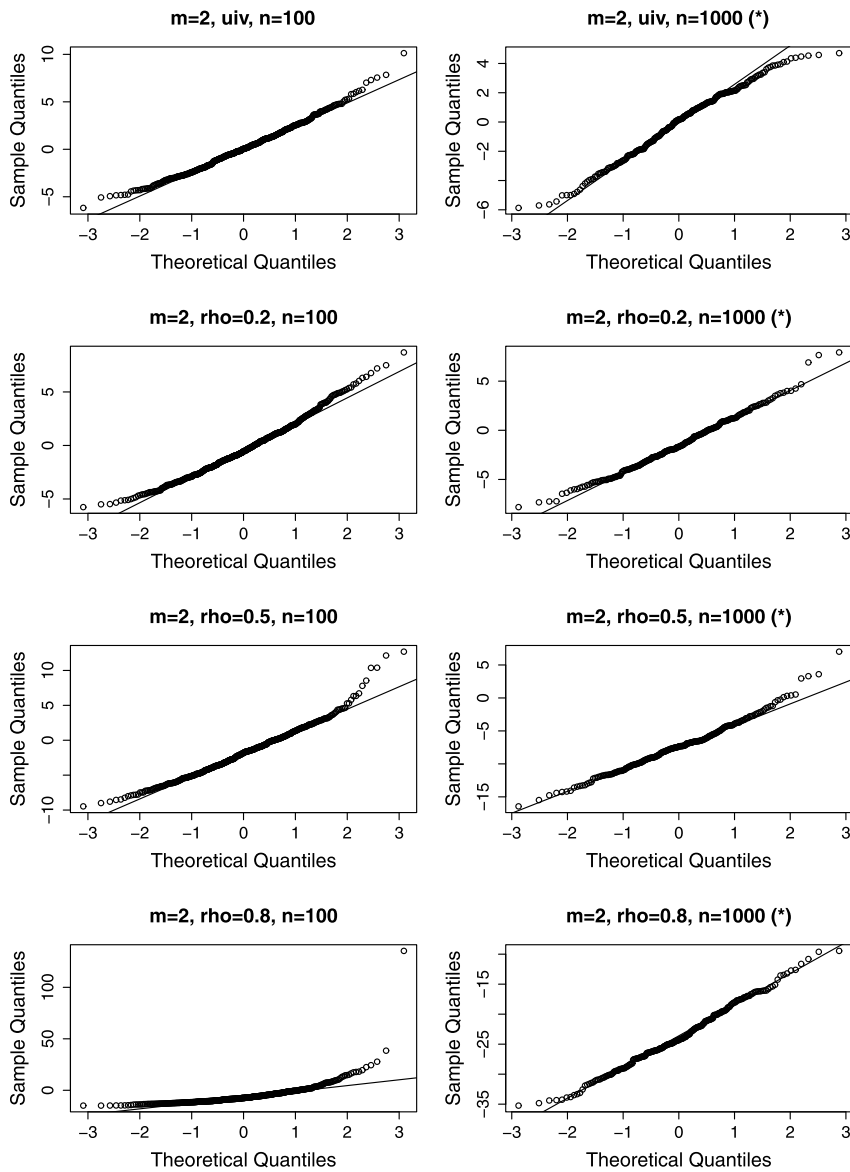 m=2, uiv, n=100
Sample Quantiles
10
5
0
−5
−3 −2 −1 0 1 2 3
Theoretical Quantiles
m=2, uiv, n=1000 (*)
Sample Quantiles
4
2
0
−2
−6
−3 −2 −1 0 1 2 3
Theoretical Quantiles
m=2, rho=0.2, n=100
Sample Quantiles
5
0
−5
−3 −2 −1 0 1 2 3
Theoretical Quantiles
m=2, rho=0.2, n=1000 (*)
Sample Quantiles
5
0
−5
−3 −2 −1 0 1 2 3
Theoretical Quantiles
m=2, rho=0.5, n=100
Sample Quantiles
10
5
0
−10
−3 −2 −1 0 1 2 3
Theoretical Quantiles
m=2, rho=0.5, n=1000 (*)
Sample Quantiles
5
0
−5
−15
−3 −2 −1 0 1 2 3
Theoretical Quantiles
m=2, rho=0.8, n=100
Sample Quantiles
100
50
0
−3 −2 −1 0 1 2 3
Theoretical Quantiles
m=2, rho=0.8, n=1000 (*)
Sample Quantiles
−15
−25
−35
−3 −2 −1 0 1 2 3
Theoretical Quantiles